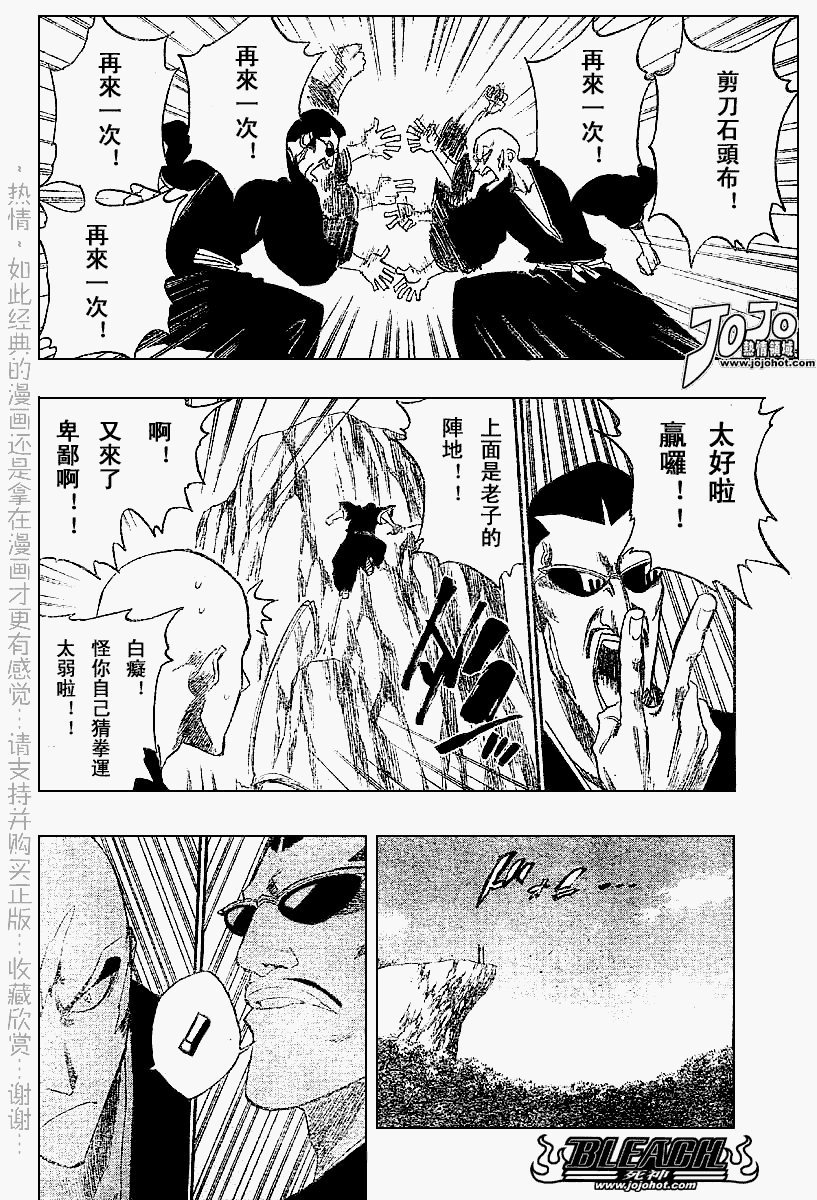 剪刀石頭布！
再來一次！
再來一次！
再來一次！
再來一次！
JOJO
熱情領域
www.jojohot.com
太好啦
贏囉！！
上面是老子的
陣地！！
啊！
又來了
卑鄙啊！！
白癡！
怪你自己猜拳運
太弱啦！！
！
BLEACH
死神
www.jojohot.com
~热情~如此经典的漫画还是拿在漫画才更有感觉…请支持并购买正版…收藏欣赏…谢谢…